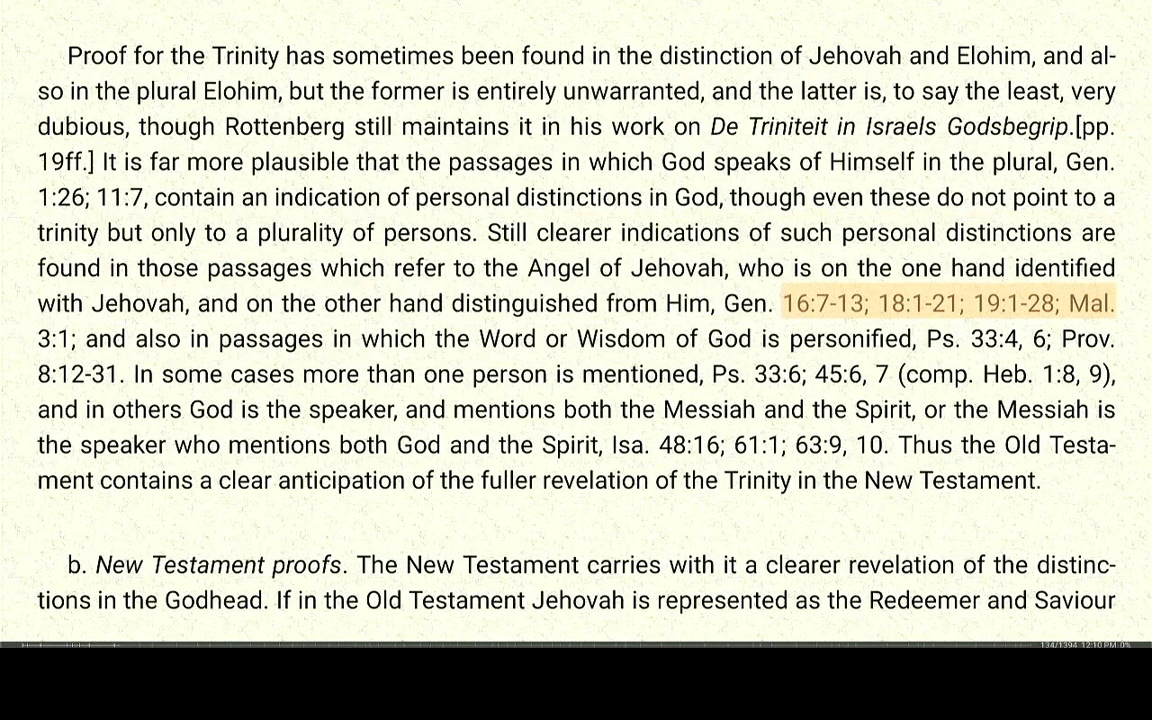 Proof for the Trinity has sometimes been found in the distinction of Jehovah and Elohim, and al-
so in the plural Elohim, but the former is entirely unwarranted, and the latter is, to say the least, very
dubious, though Rottenberg still maintains it in his work on De Triniteit in Israels Godsbegrip.[pp.
19ff.] It is far more plausible that the passages in which God speaks of Himself in the plural, Gen.
1:26; 11:7, contain an indication of personal distinctions in God, though even these do not point to a
trinity but only to a plurality of persons. Still clearer indications of such personal distinctions are
found in those passages which refer to the Angel of Jehovah, who is on the one hand identified
with Jehovah, and on the other hand distinguished from Him, Gen. 16:7-13; 18:1-21; 19:1-28; Mal.
3:1; and also in passages in which the Word or Wisdom of God is personified, Ps. 33:4, 6; Prov.
8:12-31. In some cases more than one person is mentioned, Ps. 33:6; 45:6, 7 (comp. Heb. 1:8, 9),
and in others God is the speaker, and mentions both the Messiah and the Spirit, or the Messiah is
the speaker who mentions both God and the Spirit, Isa. 48:16; 61:1; 63:9, 10. Thus the Old Testa-
ment contains a clear anticipation of the fuller revelation of the Trinity in the New Testament.
b. New Testament proofs. The New Testament carries with it a clearer revelation of the distinc-
tions in the Godhead. If in the Old Testament Jehovah is represented as the Redeemer and Saviour
134/1394 12:10 PM 0%